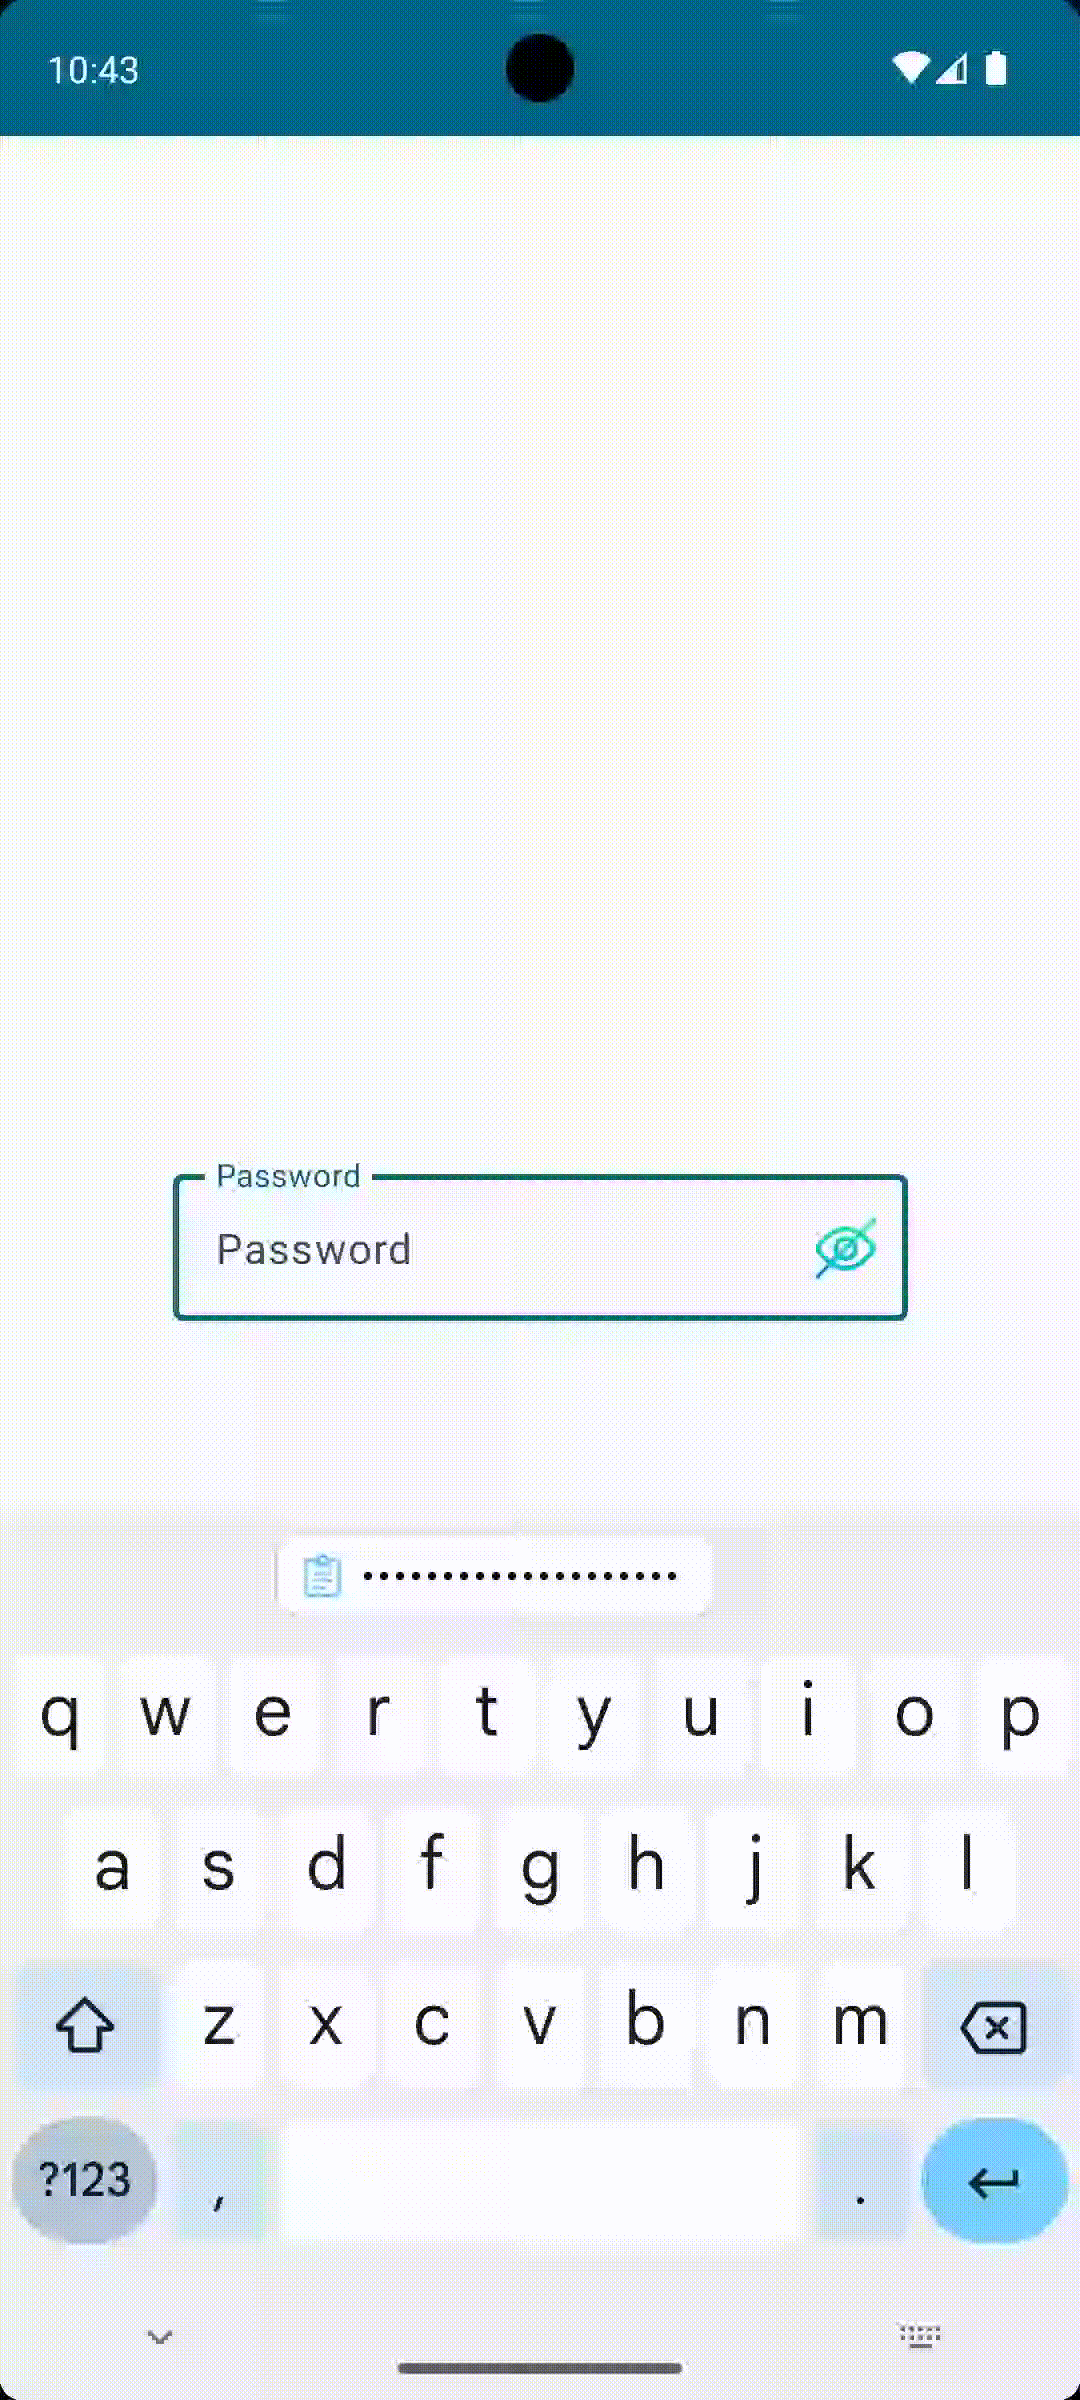 10:43
Password
Password
••••••••••••••••••••
q w e r t y u i o p
a s d f g h j k l
z x c v b n m
?123 , .